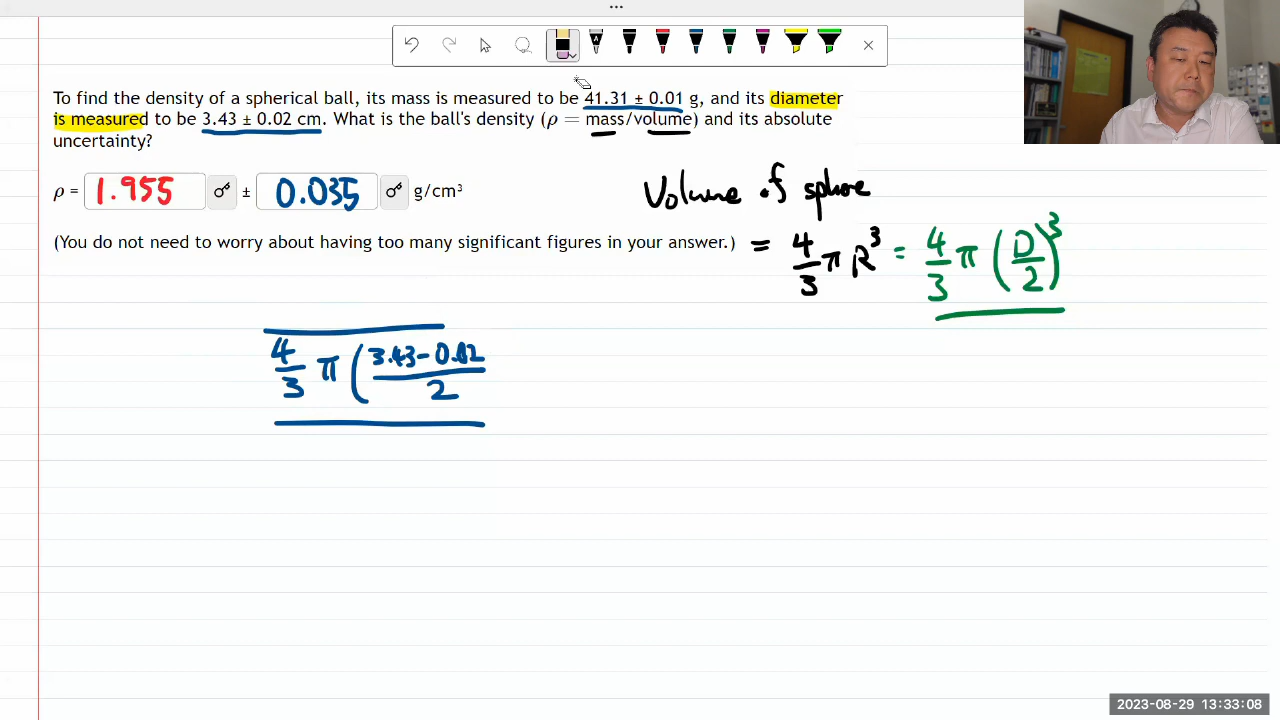 To find the density of a spherical ball, its mass is measured to be 41.31 ± 0.01 g, and its diameter
is measured to be 3.43 ± 0.02 cm. What is the ball's density (ρ = mass/volume) and its absolute
uncertainty?
ρ = 1.955 ± 0.035 g/cm³
Volume of sphere
(You do not need to worry about having too many significant figures in your answer.) = 4/3 π R³ = 4/3 π (D/2)³
4/3 π (3.43 - 0.02/2
2023-08-29 13:33:08